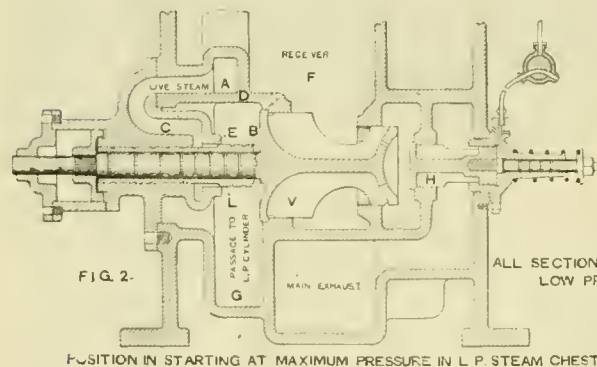 RECEVER
F
LIVE STEAM
A
D
C
E
B
L
V
H
PASSAGE TO
L.P. CYLINDER
G
MAIN EXHAUST
FIG. 2.
ALL SECTION
LOW PR
POSITION IN STARTING AT MAXIMUM PRESSURE IN L. P. STEAM CHEST